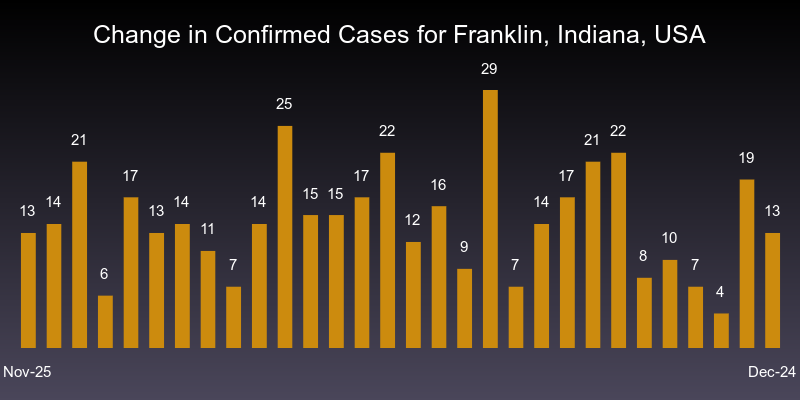 Change in Confirmed Cases for Franklin, Indiana, USA
13 14 21 6 17 13 14 11 7 14 25 15 15 17 22 12 16 9 29 7 14 17 21 22 8 10 7 4 19 13
Nov-25 Dec-24